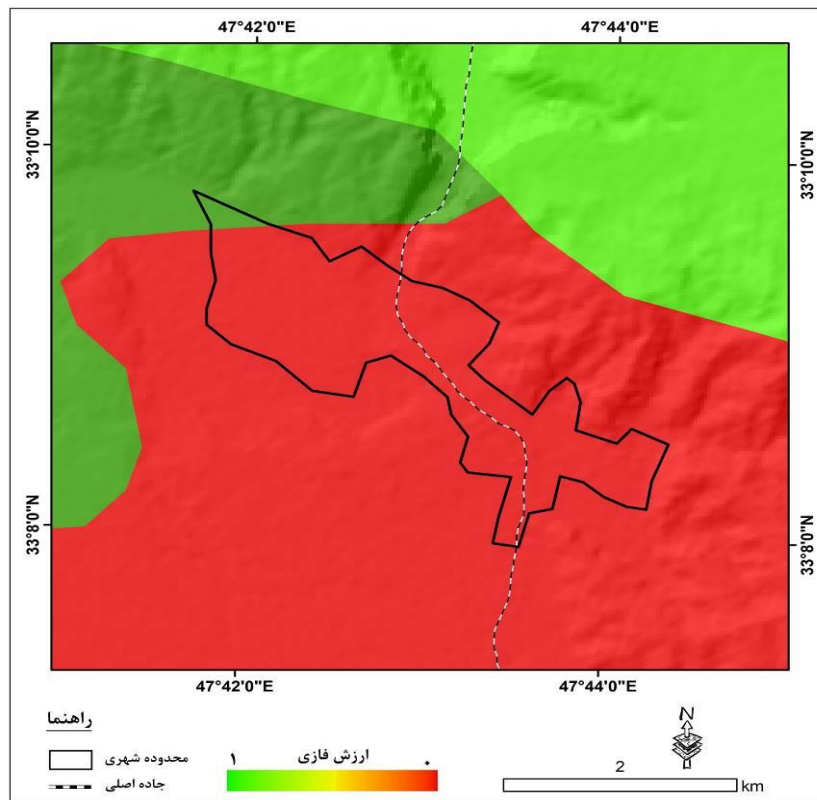 47°42'0"E 47°44'0"E
33°10'0"N 33°10'0"N
33°8'0"N 33°8'0"N
47°42'0"E 47°44'0"E
راهنما
محدوده شهری
جاده اصلی
ارزش فازی
۱ ۰
N
2
km